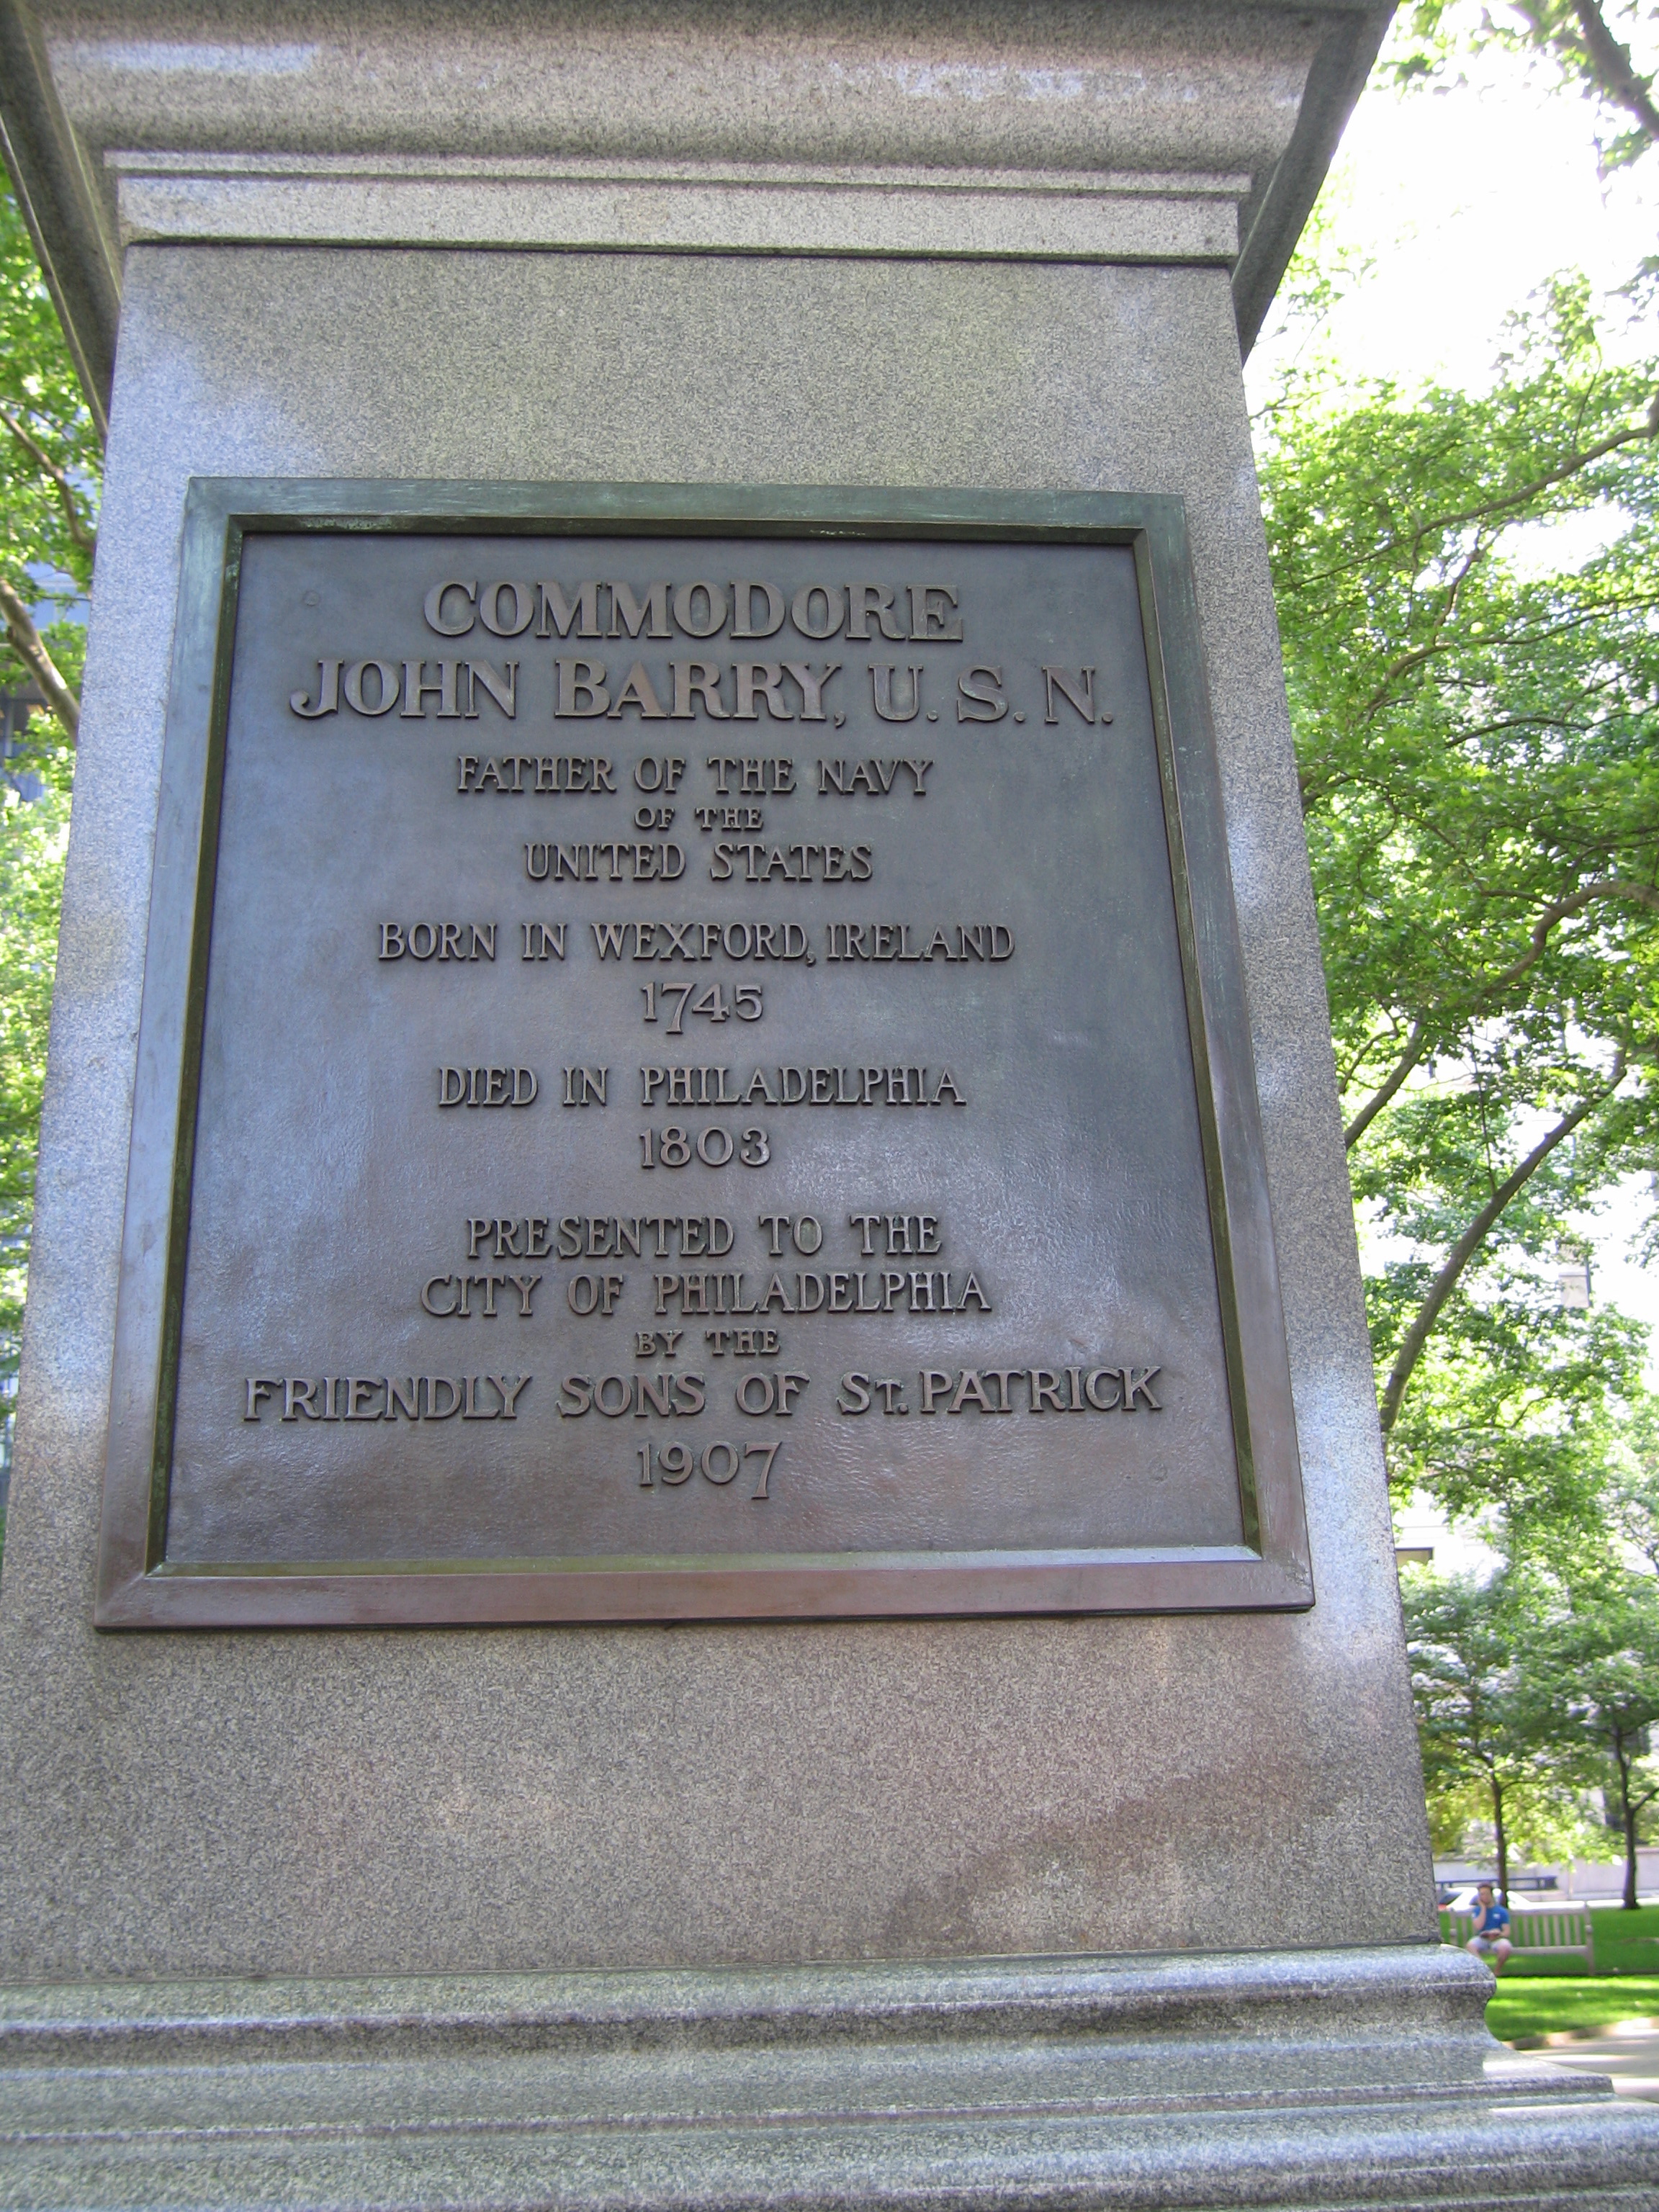 COMMODORE
JOHN BARRY, U.S.N.
FATHER OF THE NAVY
OF THE
UNITED STATES
BORN IN WEXFORD, IRELAND
1745
DIED IN PHILADELPHIA
1803
PRESENTED TO THE
CITY OF PHILADELPHIA
BY THE
FRIENDLY SONS OF ST. PATRICK
1907